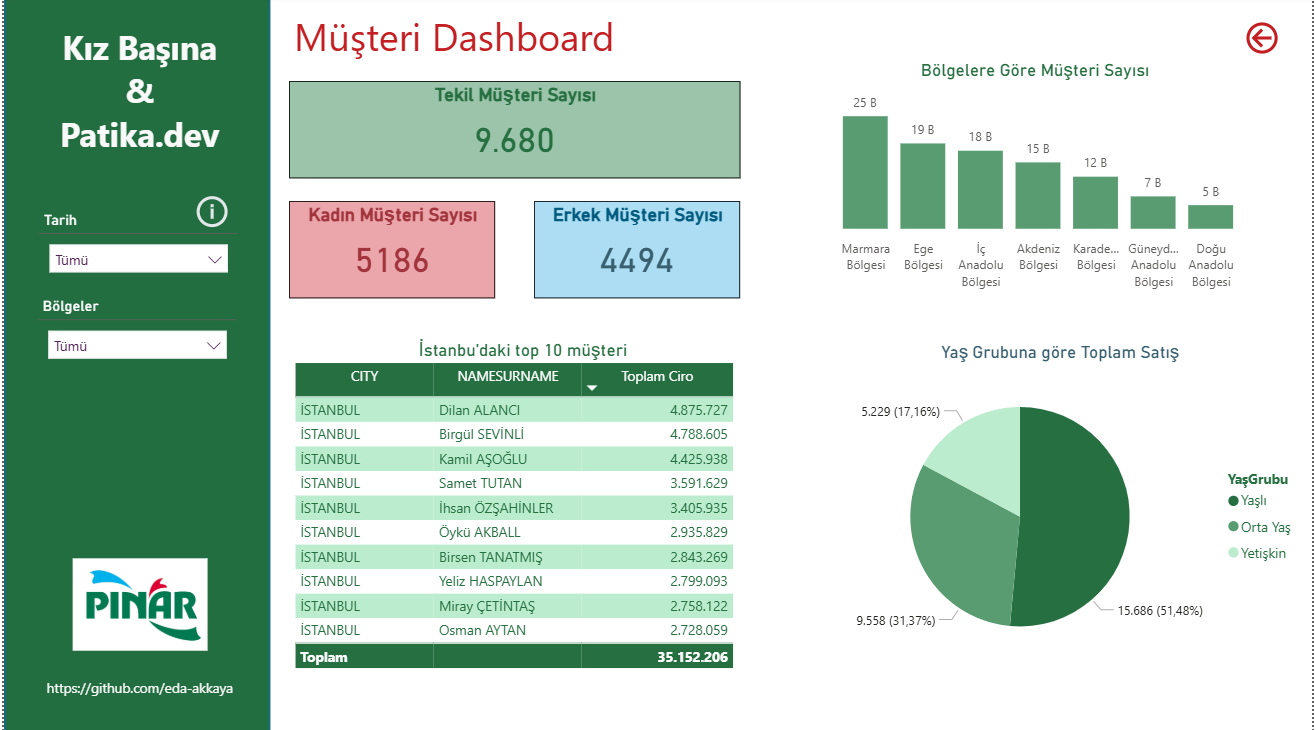 Kız Başına
&
Patika.dev
Tarih
Tümü
Bölgeler
Tümü
PINAR
https://github.com/eda-akkaya
Müşteri Dashboard
Tekil Müşteri Sayısı
9.680
Kadın Müşteri Sayısı
5186
Erkek Müşteri Sayısı
4494
İstanbu'daki top 10 müşteri
CITY NAMESURNAME Toplam Ciro
İSTANBUL Dilan ALANCI 4.875.727
İSTANBUL Birgül SEVİNLİ 4.788.605
İSTANBUL Kamil AŞOĞLU 4.425.938
İSTANBUL Samet TUTAN 3.591.629
İSTANBUL İhsan ÖZŞAHİNLER 3.405.935
İSTANBUL Öykü AKBALL 2.935.829
İSTANBUL Birsen TANATMIŞ 2.843.269
İSTANBUL Yeliz HASPAYLAN 2.799.093
İSTANBUL Miray ÇETİNTAŞ 2.758.122
İSTANBUL Osman AYTAN 2.728.059
Toplam 35.152.206
Bölgelere Göre Müşteri Sayısı
25 B
19 B
18 B
15 B
12 B
7 B
5 B
Marmara Bölgesi
Ege Bölgesi
İç Anadolu Bölgesi
Akdeniz Bölgesi
Karade... Bölgesi
Güneyd... Anadolu Bölgesi
Doğu Anadolu Bölgesi
Yaş Grubuna göre Toplam Satış
5.229 (17,16%)
9.558 (31,37%)
15.686 (51,48%)
YaşGrubu
Yaşlı
Orta Yaş
Yetişkin